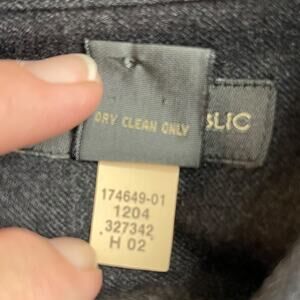 DRY CLEAN ONLY
BLIC
174649-01
1204
327342
H 02